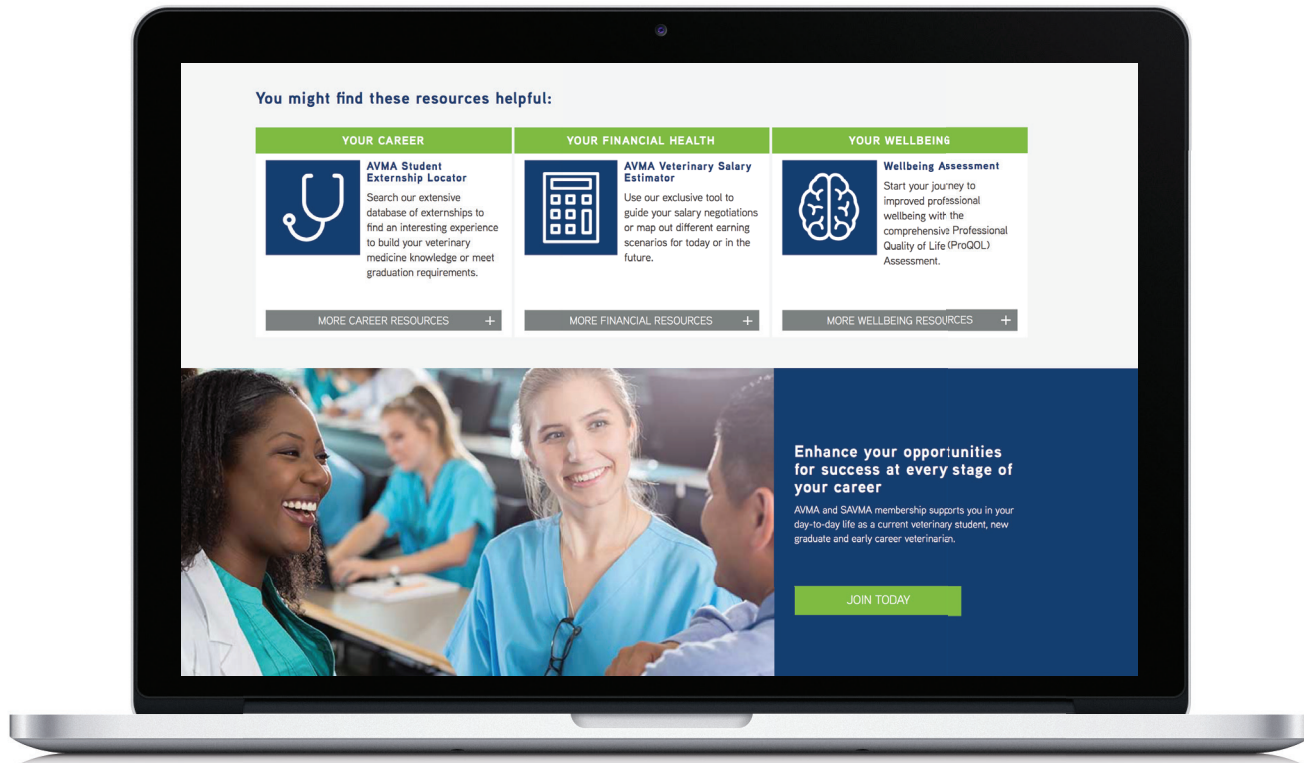 You might find these resources helpful:
YOUR CAREER
AVMA Student
Externship Locator
Search our extensive
database of externships to
find an interesting experience
to build your veterinary
medicine knowledge or meet
graduation requirements.
MORE CAREER RESOURCES +
YOUR FINANCIAL HEALTH
AVMA Veterinary Salary
Estimator
Use our exclusive tool to
guide your salary negotiations
or map out different earning
scenarios for today or in the
future.
MORE FINANCIAL RESOURCES +
YOUR WELLBEING
Wellbeing Assessment
Start your journey to
improved professional
wellbeing with the
comprehensive Professional
Quality of Life (ProQOL)
Assessment.
MORE WELLBEING RESOURCES +
Enhance your opportunities
for success at every stage of
your career
AVMA and SAVMA membership supports you in your
day-to-day life as a current veterinary student, new
graduate and early career veterinarian.
JOIN TODAY